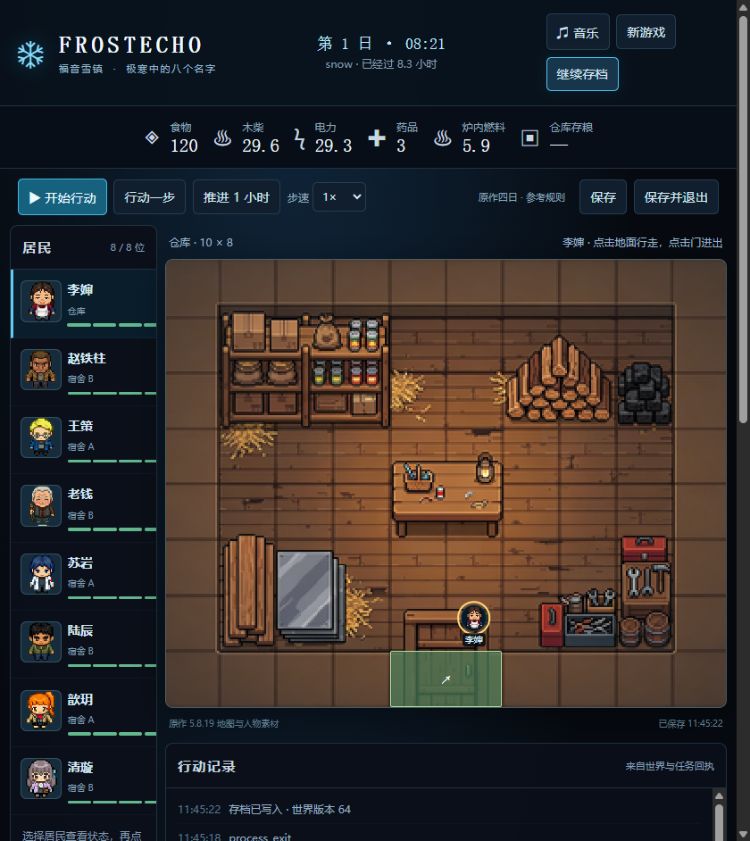 FROSTECHO
福音雪镇 · 极寒中的八个名字
第 1 日 • 08:21
snow · 已经过 8.3 小时
音乐
新游戏
继续存档
食物
120
木柴
29.6
电力
29.3
药品
3
炉内燃料
5.9
仓库存粮
—
开始行动
行动一步
推进 1 小时
步速
1×
原作四日 · 参考规则
保存
保存并退出
居民
8 / 8 位
李婶
仓库
赵铁柱
宿舍 B
王策
宿舍 A
老钱
宿舍 B
苏岩
宿舍 A
陆辰
宿舍 B
歆玥
宿舍 A
清璇
宿舍 B
选择居民查看状态，再点
仓库 · 10 × 8
李婶 · 点击地面行走，点击门进出
李婶
原作 5.8.19 地图与人物素材
已保存 11:45:22
行动记录
来自世界与任务回执
11:45:22 存档已写入 · 世界版本 64
11:45:18 process_exit